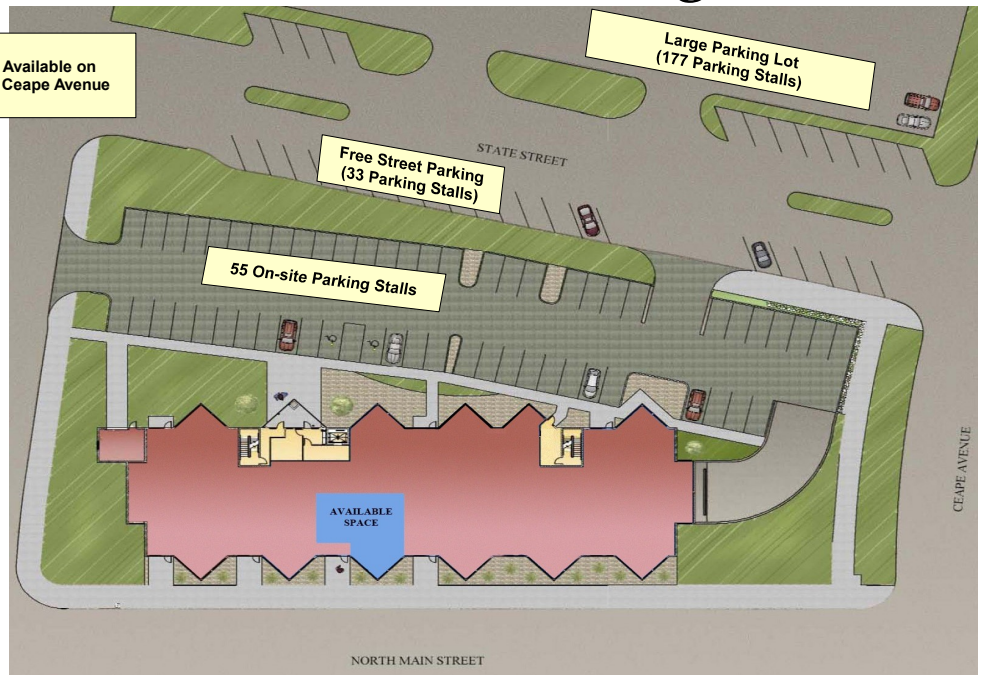 Large Parking Lot
(177 Parking Stalls)
Available on
Ceape Avenue
STATE STREET
Free Street Parking
(33 Parking Stalls)
55 On-site Parking Stalls
AVAILABLE
SPACE
CEAPE AVENUE
NORTH MAIN STREET